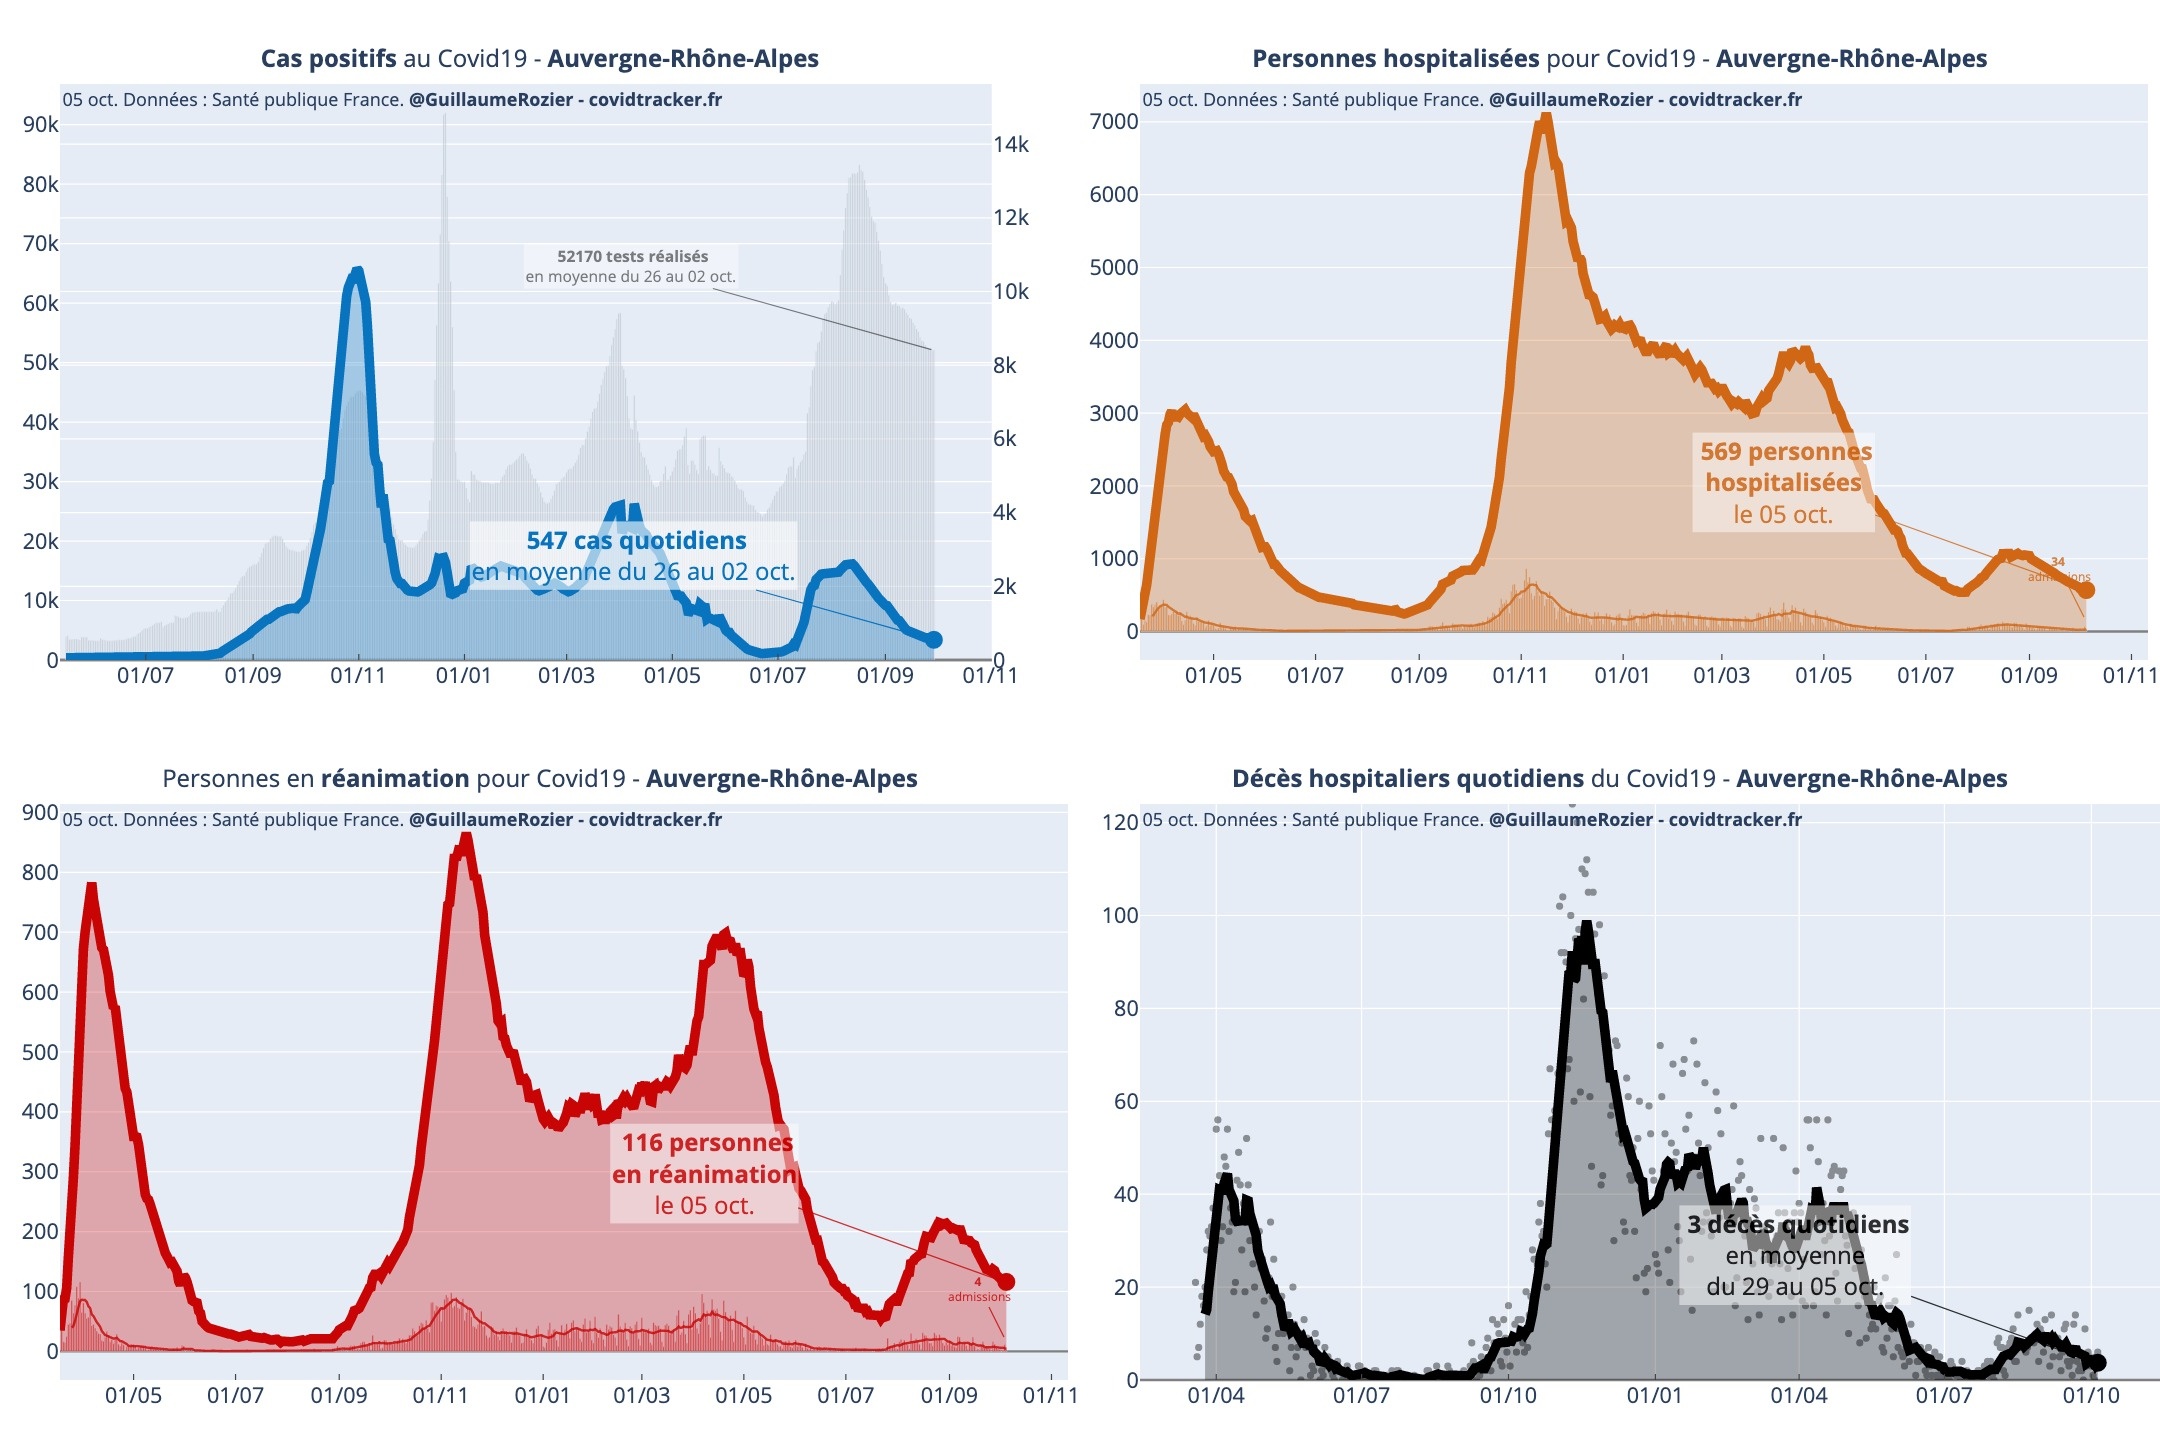 Cas positifs au Covid19 - Auvergne-Rhône-Alpes
05 oct. Données : Santé publique France. @GuillaumeRozier - covidtracker.fr
90k
80k
70k
60k
50k
40k
30k
20k
10k
0
14k
12k
10k
8k
6k
4k
2k
0
52170 tests réalisés
en moyenne du 26 au 02 oct.
547 cas quotidiens
en moyenne du 26 au 02 oct.
01/07 01/09 01/11 01/01 01/03 01/05 01/07 01/09 01/11
Personnes hospitalisées pour Covid19 - Auvergne-Rhône-Alpes
05 oct. Données : Santé publique France. @GuillaumeRozier - covidtracker.fr
7000
6000
5000
4000
3000
2000
1000
0
569 personnes
hospitalisées
le 05 oct.
34
admissions
01/05 01/07 01/09 01/11 01/01 01/03 01/05 01/07 01/09 01/11
Personnes en réanimation pour Covid19 - Auvergne-Rhône-Alpes
05 oct. Données : Santé publique France. @GuillaumeRozier - covidtracker.fr
900
800
700
600
500
400
300
200
100
0
116 personnes
en réanimation
le 05 oct.
4
admissions
01/05 01/07 01/09 01/11 01/01 01/03 01/05 01/07 01/09 01/11
Décès hospitaliers quotidiens du Covid19 - Auvergne-Rhône-Alpes
05 oct. Données : Santé publique France. @GuillaumeRozier - covidtracker.fr
120
100
80
60
40
20
0
3 décès quotidiens
en moyenne
du 29 au 05 oct.
01/04 01/07 01/10 01/01 01/04 01/07 01/10